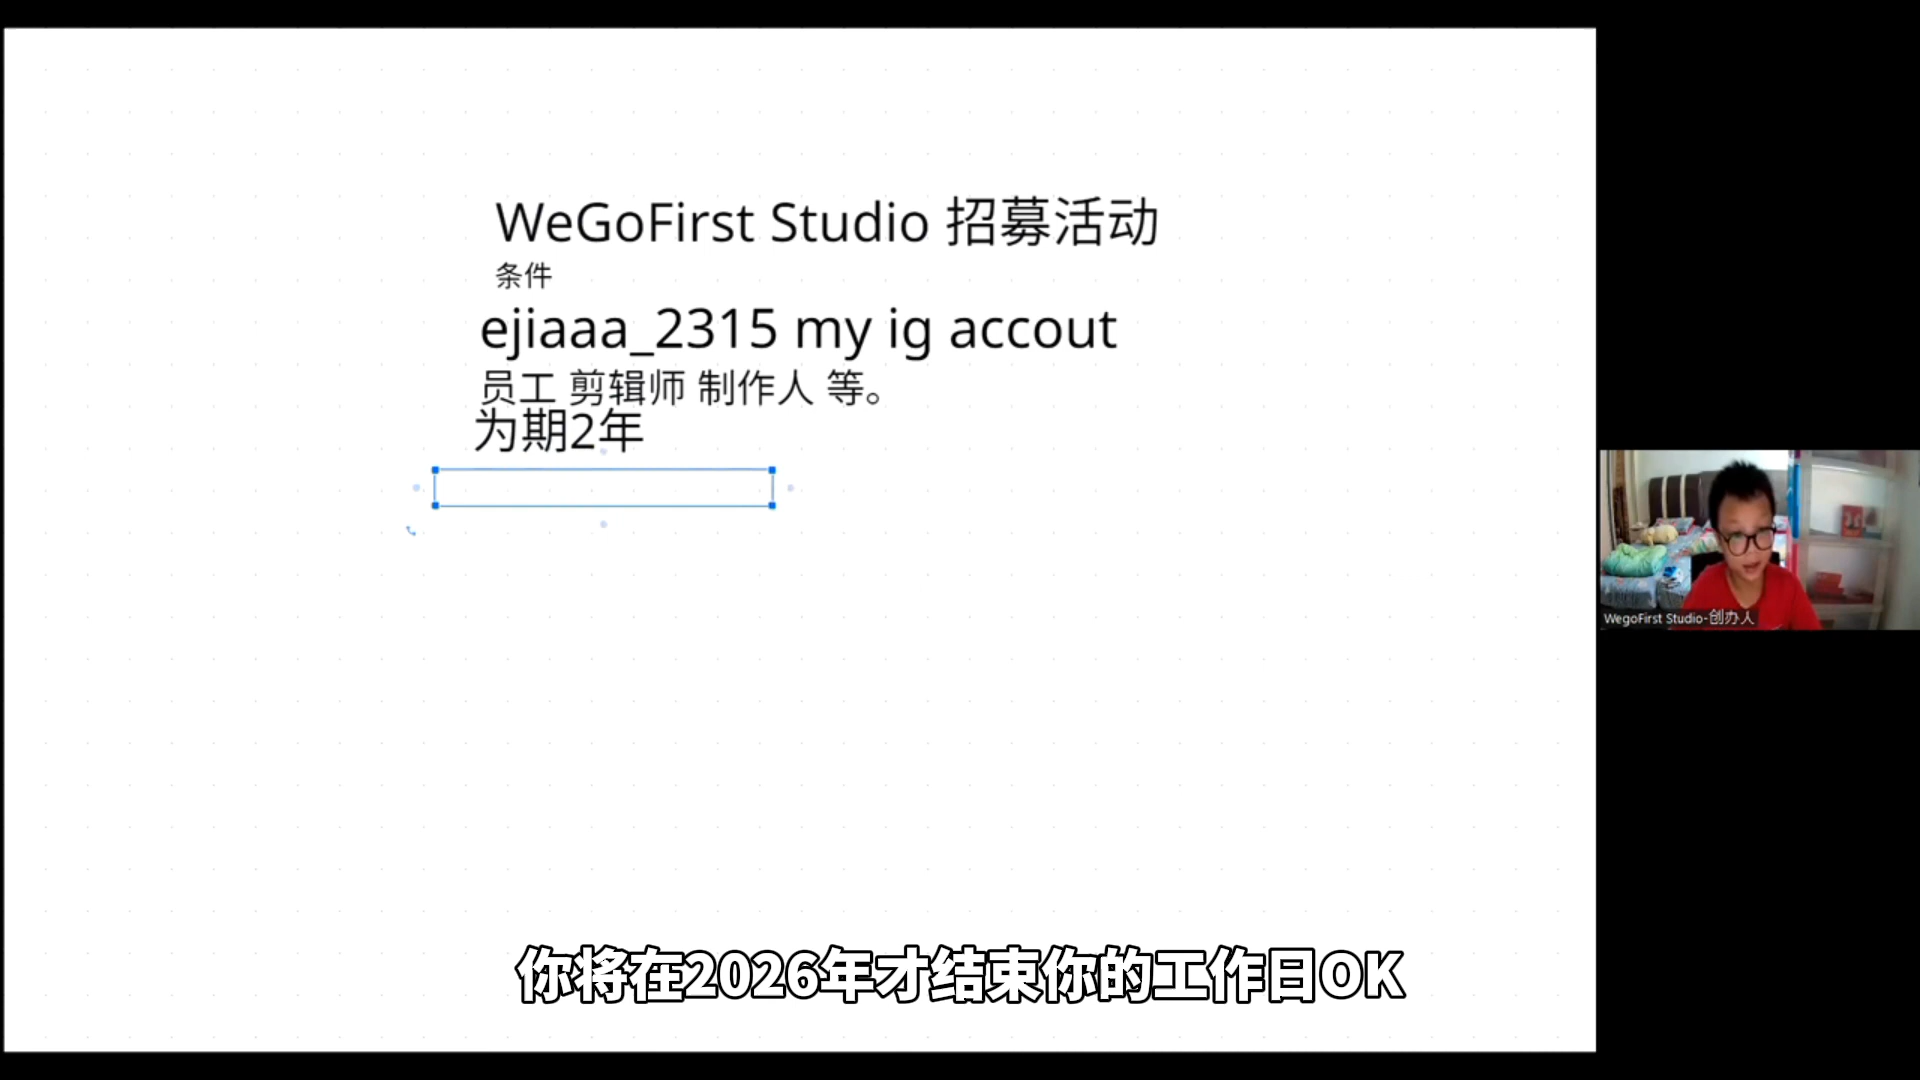 WeGoFirst Studio 招募活动
条件
ejiaaa_2315 my ig accout
员工 剪辑师 制作人 等。
为期2年
WegoFirst Studio-创办人
你将在2026年才结束你的工作日OK